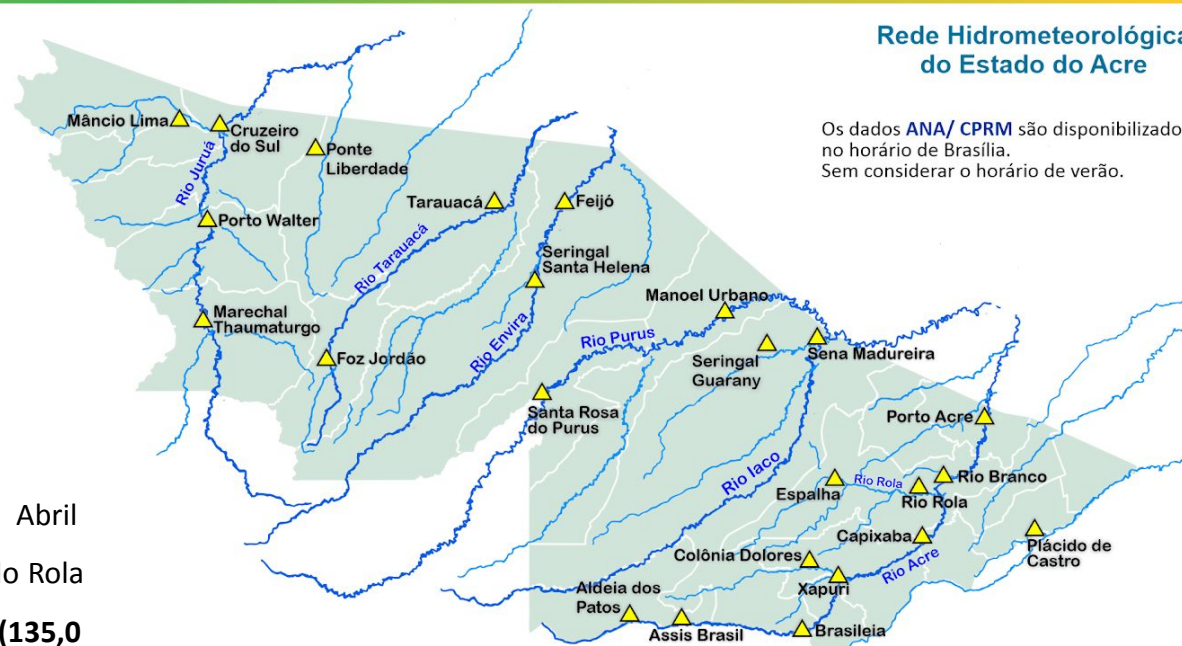 Rede Hidrometeorológica
do Estado do Acre
Os dados ANA/ CPRM são disponibilizado
no horário de Brasília.
Sem considerar o horário de verão.
Mâncio Lima
Cruzeiro
do Sul
Ponte
Liberdade
Rio Juruá
Porto Walter
Tarauacá
Feijó
Rio Tarauacá
Seringal
Santa Helena
Marechal
Thaumaturgo
Foz Jordão
Rio Envira
Manoel Urbano
Rio Purus
Seringal
Guarany
Sena Madureira
Santa Rosa
do Purus
Porto Acre
Rio Iaco
Espalha
Rio Rola
Rio Rola
Rio Branco
Abril
Capixaba
Plácido de
Castro
Colônia Dolores
Rio Acre
Xapuri
lo Rola
Aldeia dos
Patos
Assis Brasil
Brasileia
(135,0